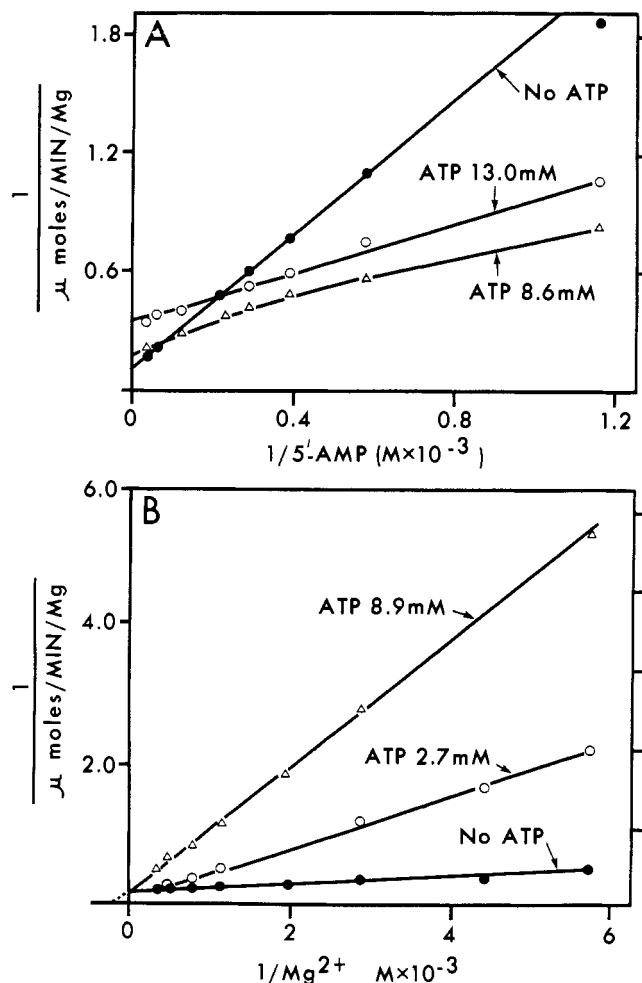 A
1.8
1.2
0.6
1
μ moles/MIN/Mg
No ATP
ATP 13.0mM
ATP 8.6mM
0 0.4 0.8 1.2
1/5'-AMP (M×10⁻³)
B
6.0
4.0
2.0
1
μ moles/MIN/Mg
ATP 8.9mM
ATP 2.7mM
No ATP
0 2 4 6
1/Mg²⁺ M×10⁻³